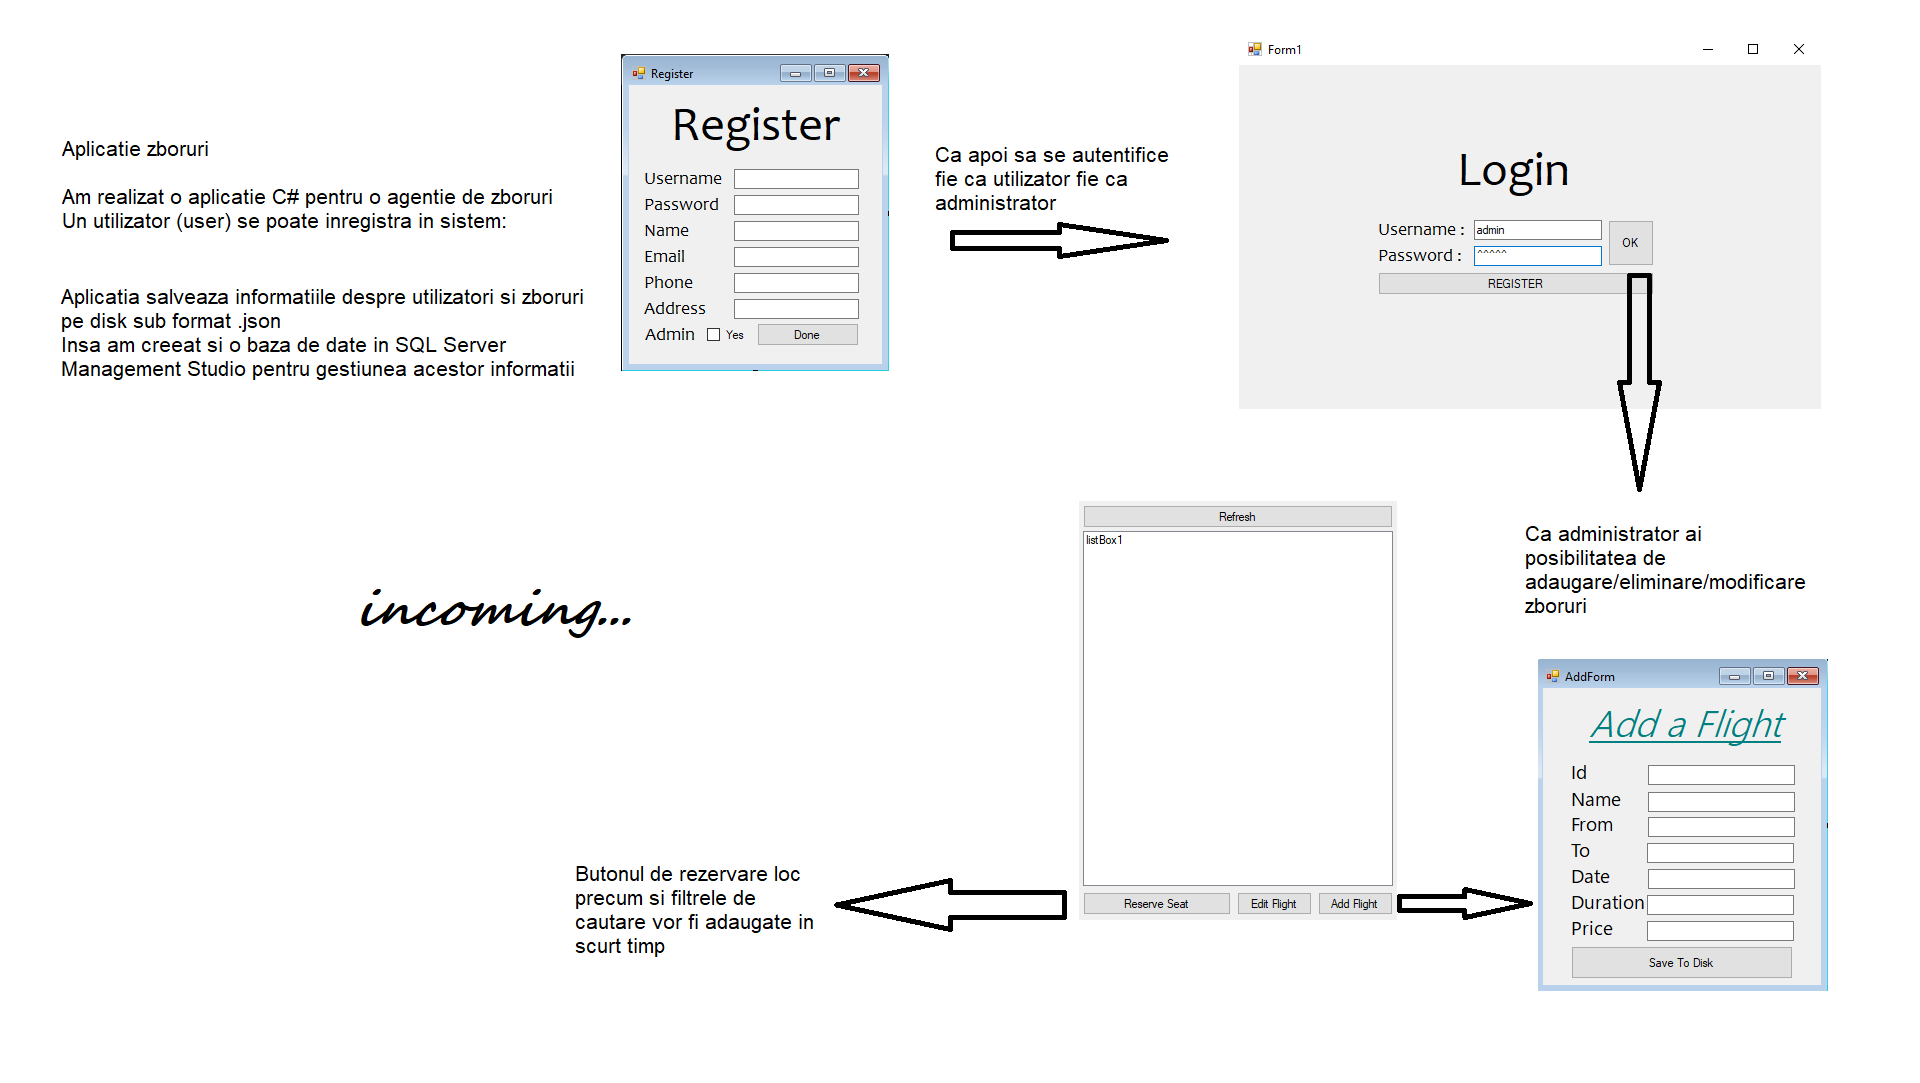 Aplicatie zboruri
Am realizat o aplicatie C# pentru o agentie de zboruri
Un utilizator (user) se poate inregistra in sistem:
Aplicatia salveaza informatiile despre utilizatori si zboruri
pe disk sub format .json
Insa am creeat si o baza de date in SQL Server
Management Studio pentru gestiunea acestor informatii
Register
Register
Username
Password
Name
Email
Phone
Address
Admin Yes Done
Ca apoi sa se autentifice
fie ca utilizator fie ca
administrator
Form1
Login
Username : admin
Password : ^^^^^
OK
REGISTER
Ca administrator ai
posibilitatea de
adaugare/eliminare/modificare
zboruri
Refresh
listBox1
Reserve Seat Edit Flight Add Flight
AddForm
Add a Flight
Id
Name
From
To
Date
Duration
Price
Save To Disk
Butonul de rezervare loc
precum si filtrele de
cautare vor fi adaugate in
scurt timp
incoming...